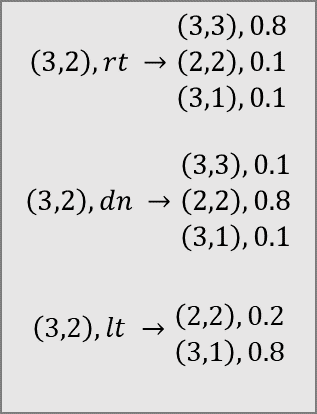 (3,3), 0.8
(3,2), rt → (2,2), 0.1
(3,1), 0.1
(3,3), 0.1
(3,2), dn → (2,2), 0.8
(3,1), 0.1
(2,2), 0.2
(3,2), lt →
(3,1), 0.8